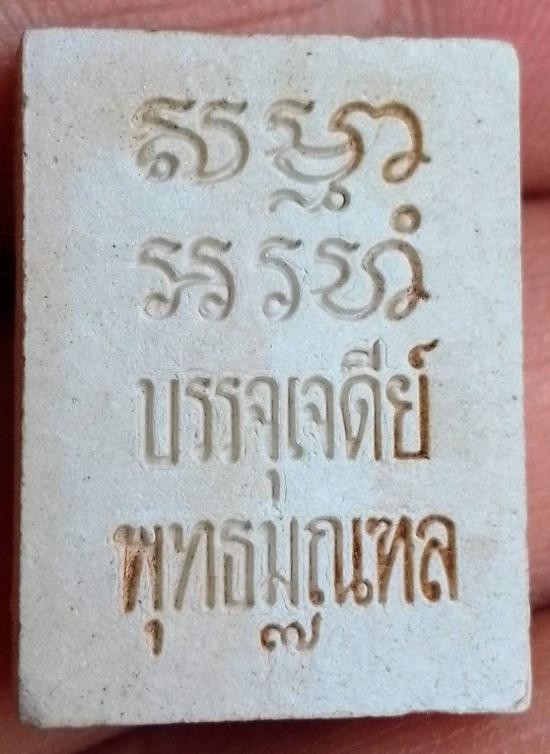 สมฺมา
อรหํ
บรรจุเจดีย์
พุทธมณฑล
๗